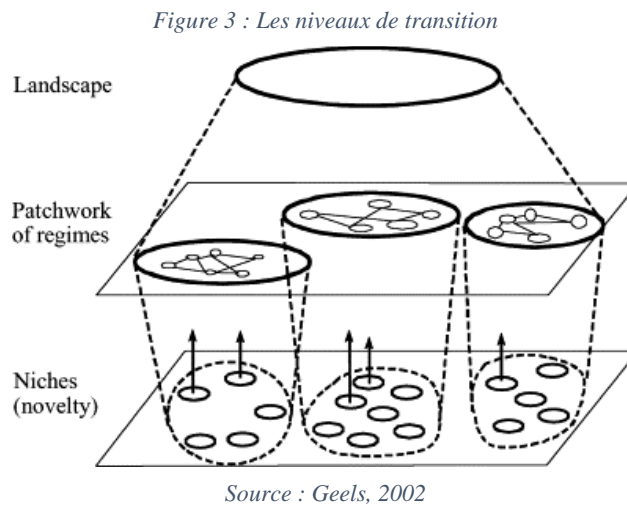 Figure 3 : Les niveaux de transition
Landscape
Patchwork
of regimes
Niches
(novelty)
Source : Geels, 2002